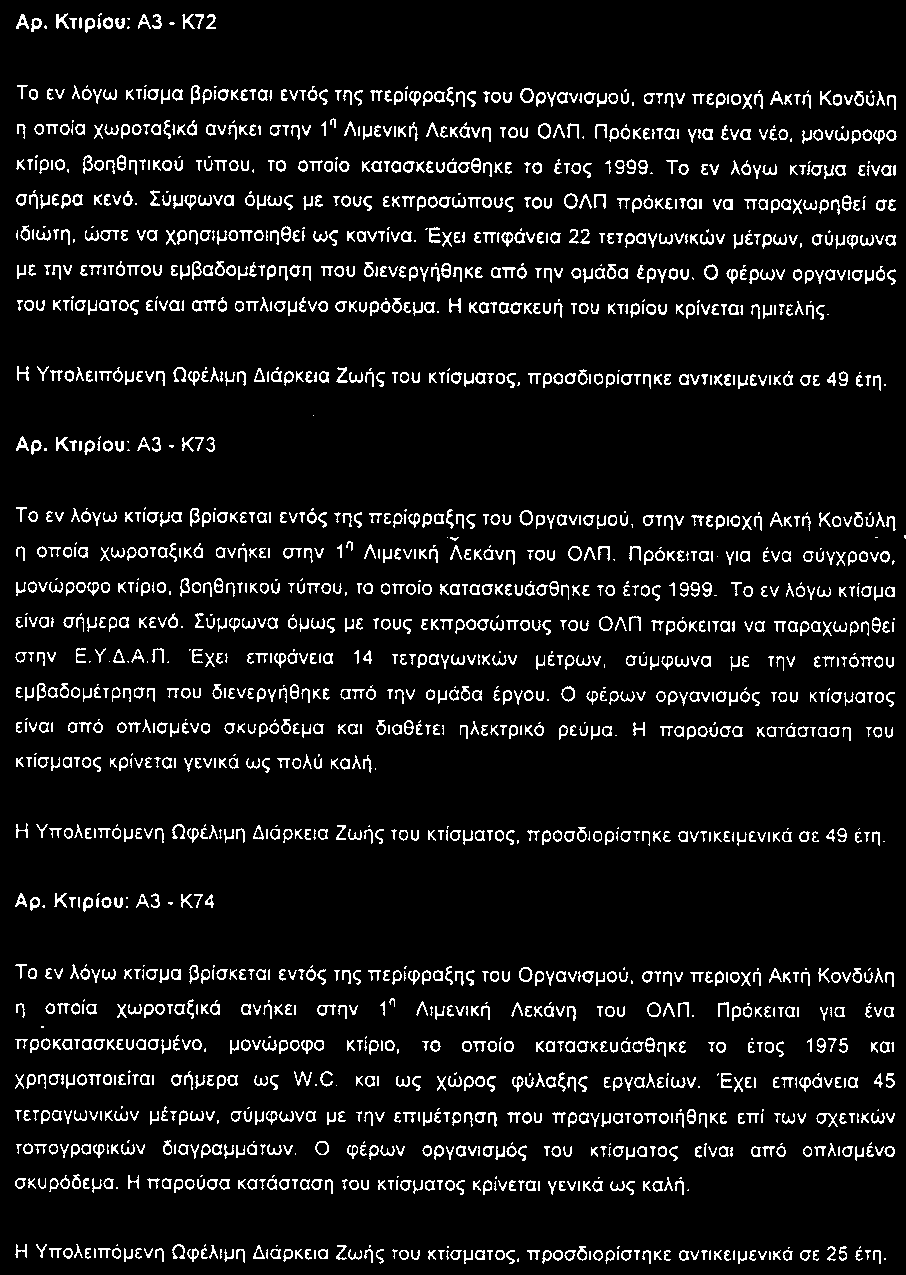 Αρ. Κτιρίου: Α3 - Κ72
Το εν λόγω κτίσμα βρίσκεται εντός της περίφραξης του Οργανισμού, στην περιοχή Ακτή Κονδύλη
η οποία χωροταξικά ανήκει στην 1η Λιμενική Λεκάνη του ΟΛΠ. Πρόκειται για ένα νέο, μονώροφο
κτίριο, βοηθητικού τύπου, το οποίο κατασκευάσθηκε το έτος 1999. Το εν λόγω κτίσμα είναι
σήμερα κενό. Σύμφωνα όμως με τους εκπροσώπους του ΟΛΠ πρόκειται να παραχωρηθεί σε
ιδιώτη, ώστε να χρησιμοποιηθεί ως καντίνα. Έχει επιφάνεια 22 τετραγωνικών μέτρων, σύμφωνα
με την επιτόπου εμβαδομέτρηση που διενεργήθηκε από την ομάδα έργου. Ο φέρων οργανισμός
του κτίσματος είναι από οπλισμένο σκυρόδεμα. Η κατασκευή του κτιρίου κρίνεται ημιτελής.
Η Υπολειπόμενη Ωφέλιμη Διάρκεια Ζωής του κτίσματος, προσδιορίστηκε αντικειμενικά σε 49 έτη.
Αρ. Κτιρίου: Α3 - Κ73
Το εν λόγω κτίσμα βρίσκεται εντός της περίφραξης του Οργανισμού, στην περιοχή Ακτή Κονδύλη
η οποία χωροταξικά ανήκει στην 1η Λιμενική Λεκάνη του ΟΛΠ. Πρόκειται για ένα σύγχρονο,
μονώροφο κτίριο, βοηθητικού τύπου, το οποίο κατασκευάσθηκε το έτος 1999. Το εν λόγω κτίσμα
είναι σήμερα κενό. Σύμφωνα όμως με τους εκπροσώπους του ΟΛΠ πρόκειται να παραχωρηθεί
στην Ε.Υ.Δ.Α.Π. Έχει επιφάνεια 14 τετραγωνικών μέτρων, σύμφωνα με την επιτόπου
εμβαδομέτρηση που διενεργήθηκε από την ομάδα έργου. Ο φέρων οργανισμός του κτίσματος
είναι από οπλισμένο σκυρόδεμα και διαθέτει ηλεκτρικό ρεύμα. Η παρούσα κατάσταση του
κτίσματος κρίνεται γενικά ως πολύ καλή.
Η Υπολειπόμενη Ωφέλιμη Διάρκεια Ζωής του κτίσματος, προσδιορίστηκε αντικειμενικά σε 49 έτη.
Αρ. Κτιρίου: Α3 - Κ74
Το εν λόγω κτίσμα βρίσκεται εντός της περίφραξης του Οργανισμού, στην περιοχή Ακτή Κονδύλη
η οποία χωροταξικά ανήκει στην 1η Λιμενική Λεκάνη του ΟΛΠ. Πρόκειται για ένα
προκατασκευασμένο, μονώροφο κτίριο, το οποίο κατασκευάσθηκε το έτος 1975 και
χρησιμοποιείται σήμερα ως W.C. και ως χώρος φύλαξης εργαλείων. Έχει επιφάνεια 45
τετραγωνικών μέτρων, σύμφωνα με την επιμέτρηση που πραγματοποιήθηκε επί των σχετικών
τοπογραφικών διαγραμμάτων. Ο φέρων οργανισμός του κτίσματος είναι από οπλισμένο
σκυρόδεμα. Η παρούσα κατάσταση του κτίσματος κρίνεται γενικά ως καλή.
Η Υπολειπόμενη Ωφέλιμη Διάρκεια Ζωής του κτίσματος, προσδιορίστηκε αντικειμενικά σε 25 έτη.